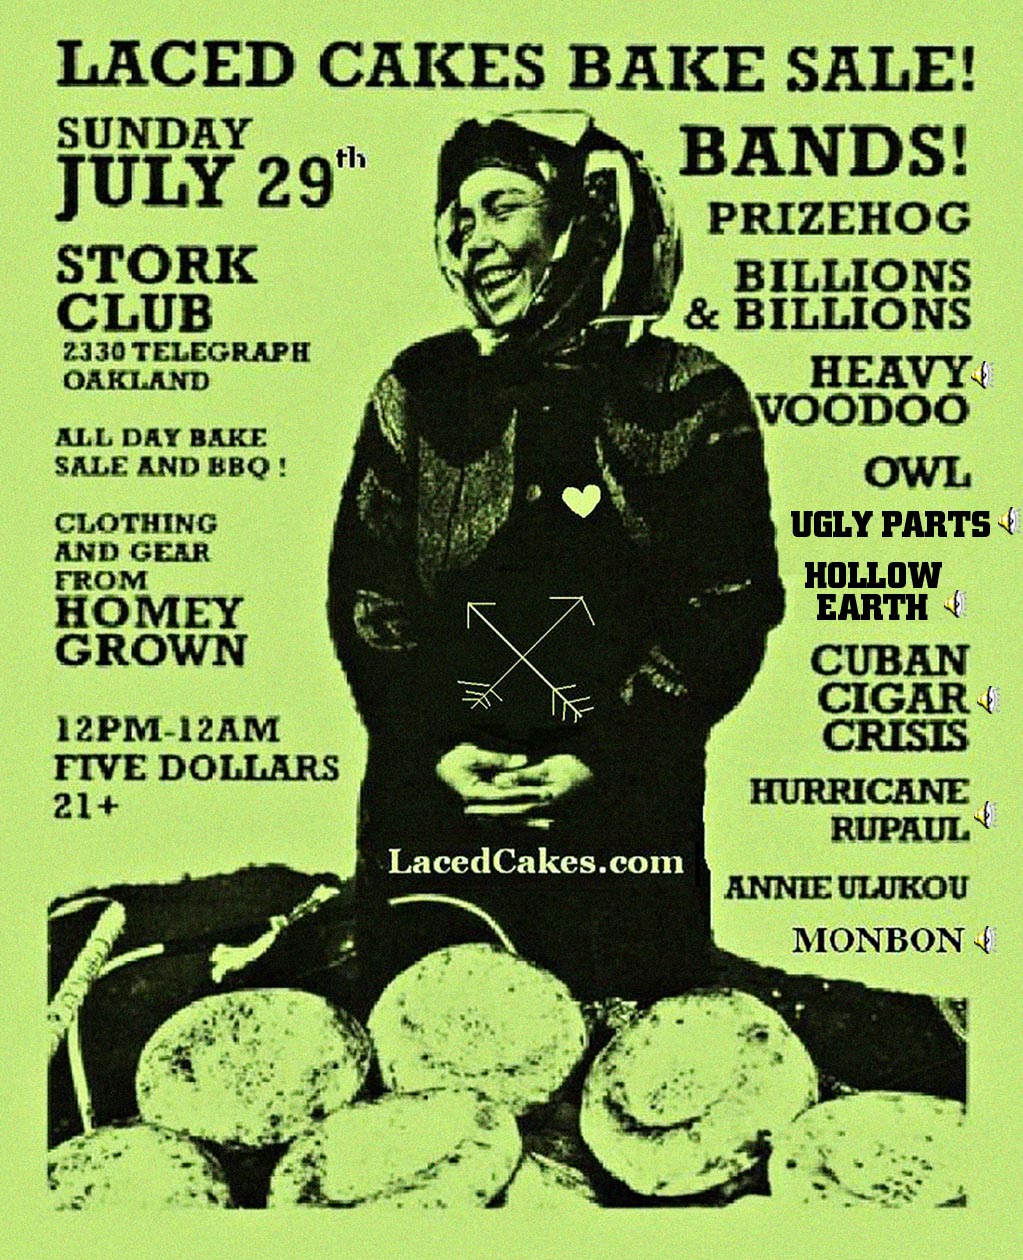 LACED CAKES BAKE SALE!
SUNDAY
JULY 29th
STORK
CLUB
2330 TELEGRAPH
OAKLAND
ALL DAY BAKE
SALE AND BBQ !
CLOTHING
AND GEAR
FROM
HOMEY
GROWN
12PM-12AM
FIVE DOLLARS
21+
BANDS!
PRIZEHOG
BILLIONS
& BILLIONS
HEAVY
VOODOO
OWL
UGLY PARTS
HOLLOW
EARTH
CUBAN
CIGAR
CRISIS
HURRICANE
RUPAUL
ANNIE ULUKOU
MONBON
LacedCakes.com